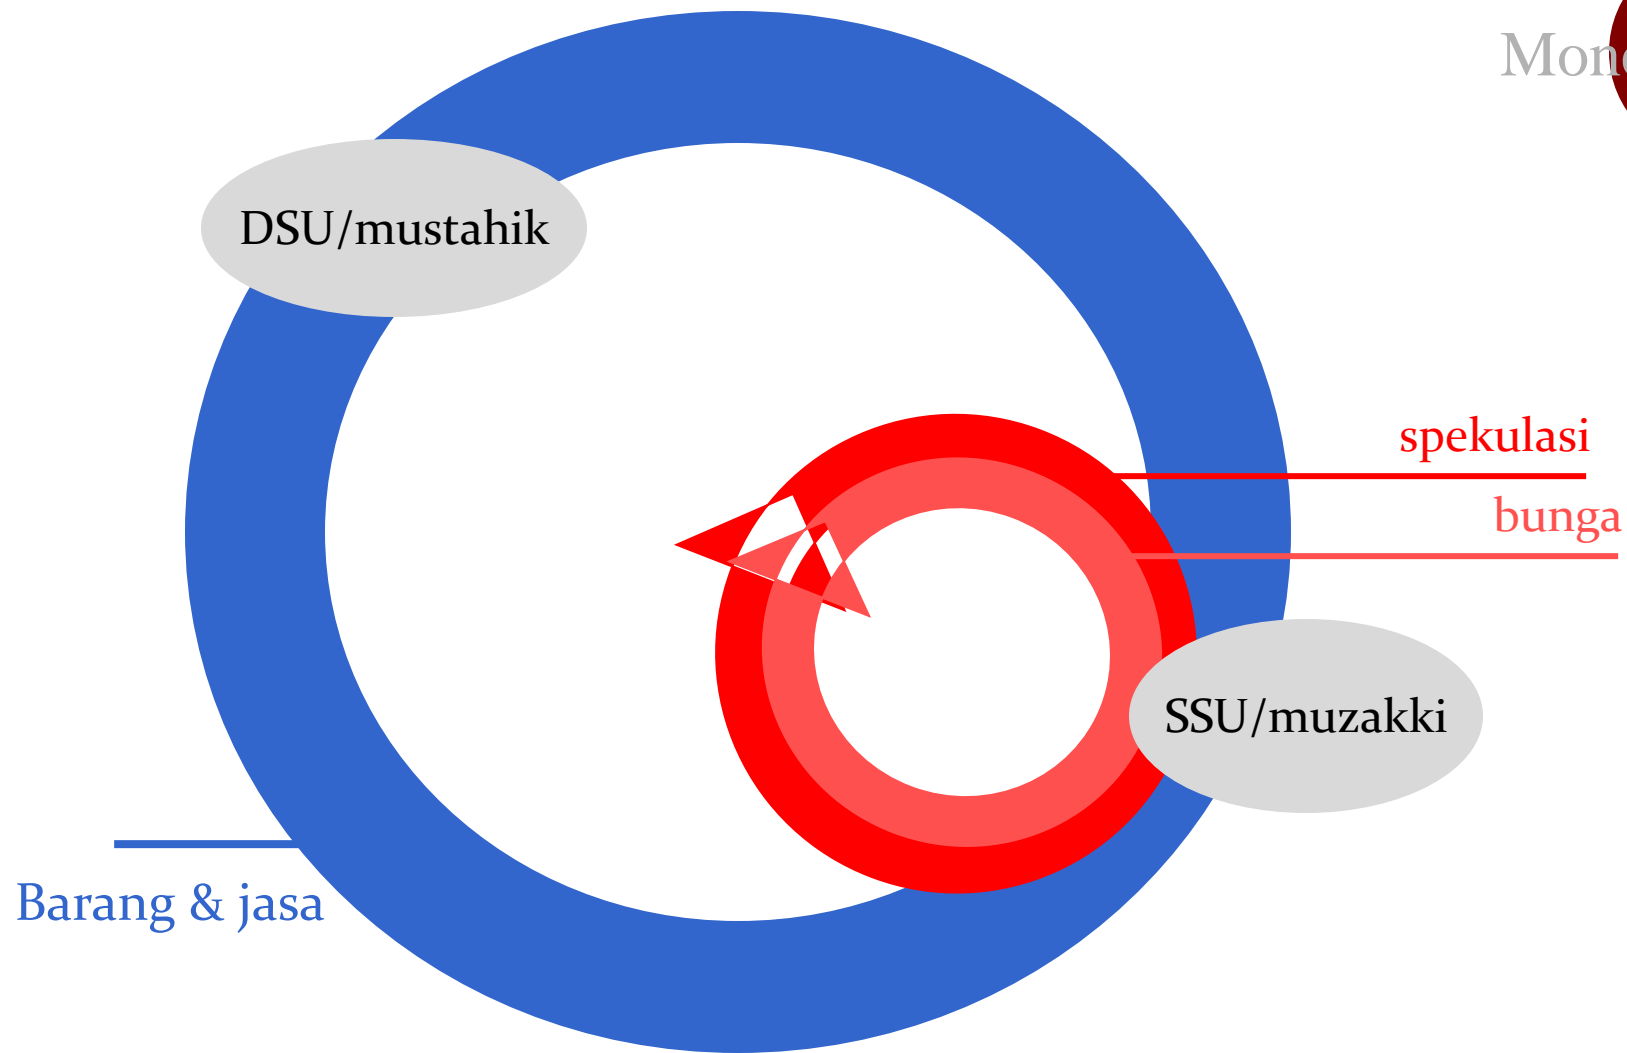 DSU/mustahik
spekulasi
bunga
SSU/muzakki
Barang & jasa